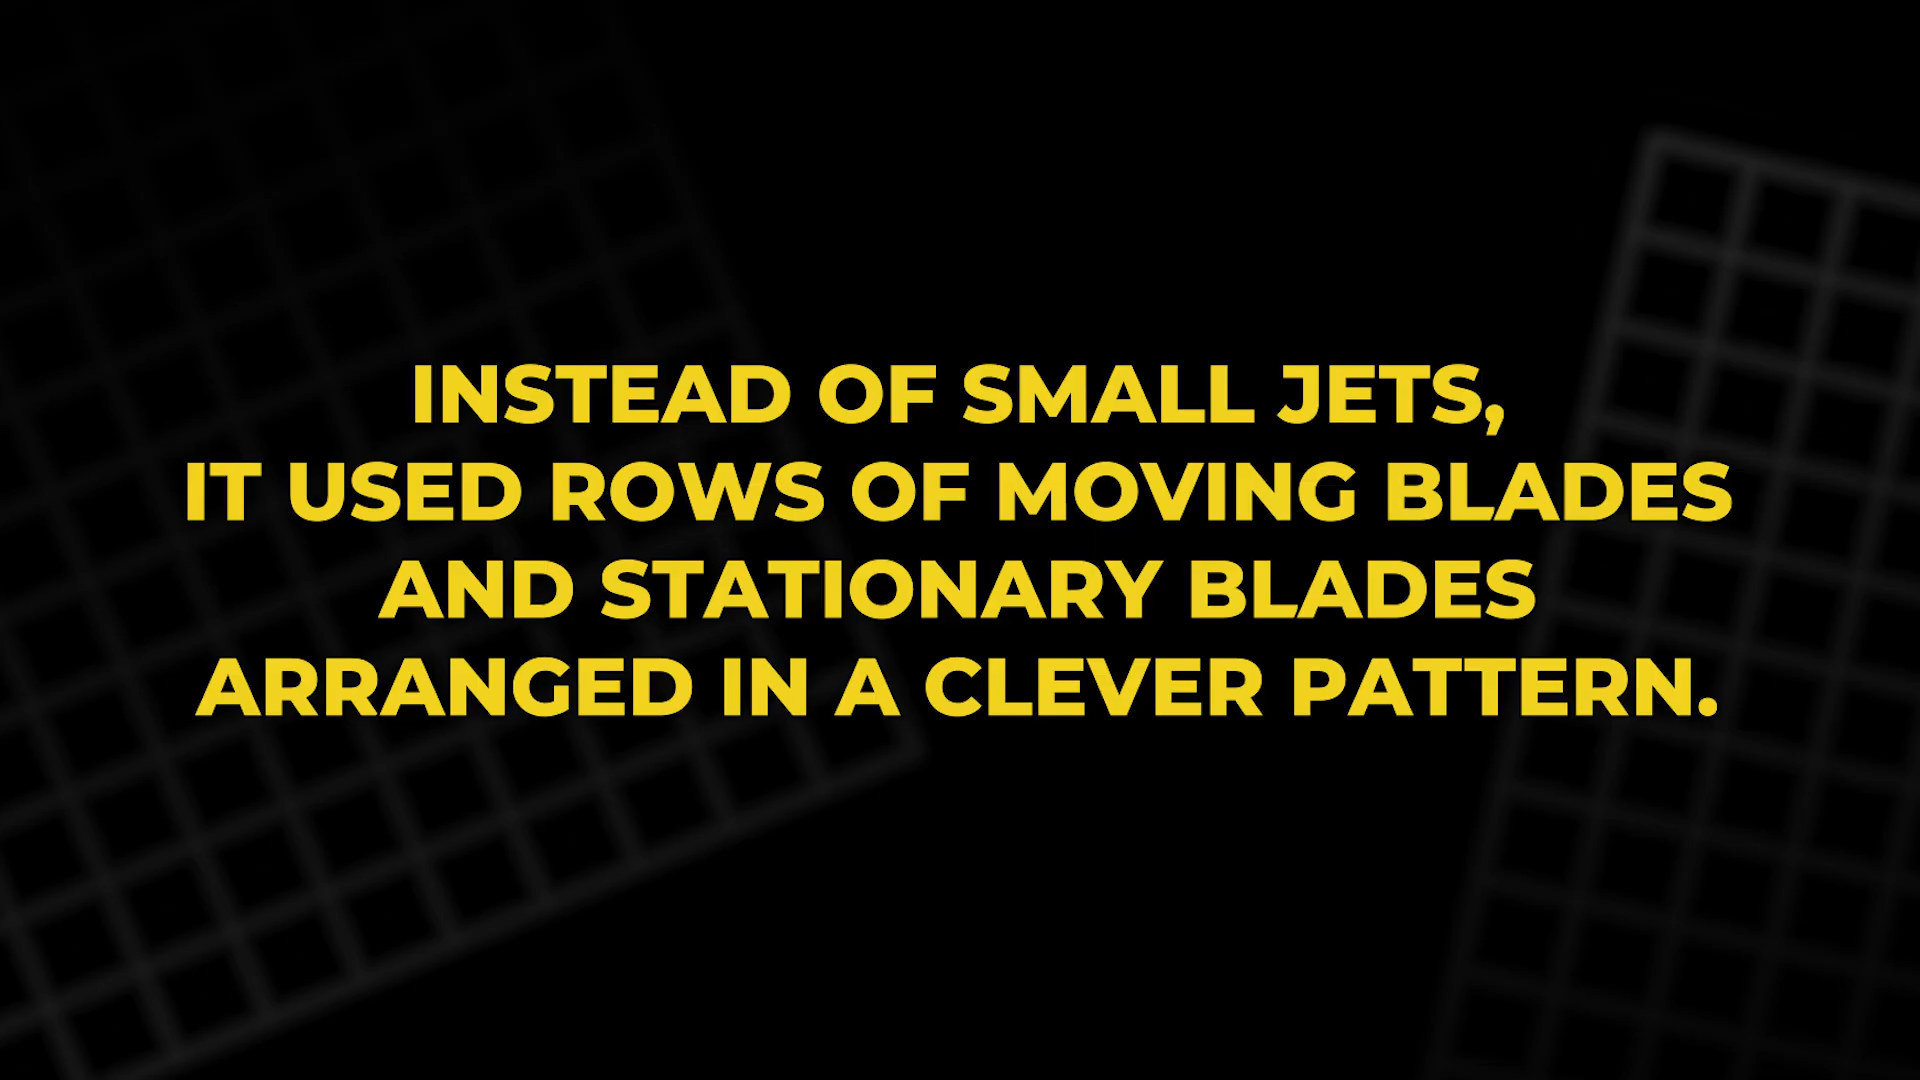 INSTEAD OF SMALL JETS,
IT USED ROWS OF MOVING BLADES
AND STATIONARY BLADES
ARRANGED IN A CLEVER PATTERN.